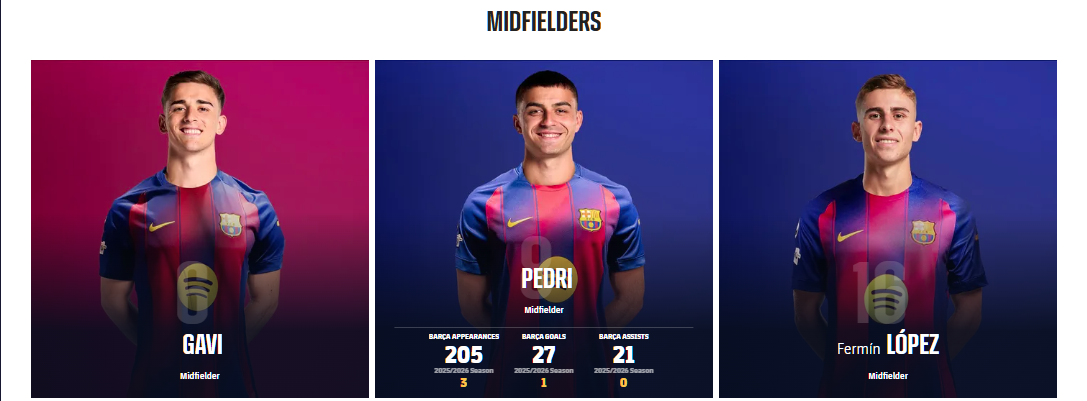 MIDFIELDERS
GAVI
Midfielder
8
PEDRI
Midfielder
BARÇA APPEARANCES BARÇA GOALS BARÇA ASSISTS
205 27 21
2025/2026 Season 2025/2026 Season 2025/2026 Season
3 1 0
16
Fermín LÓPEZ
Midfielder